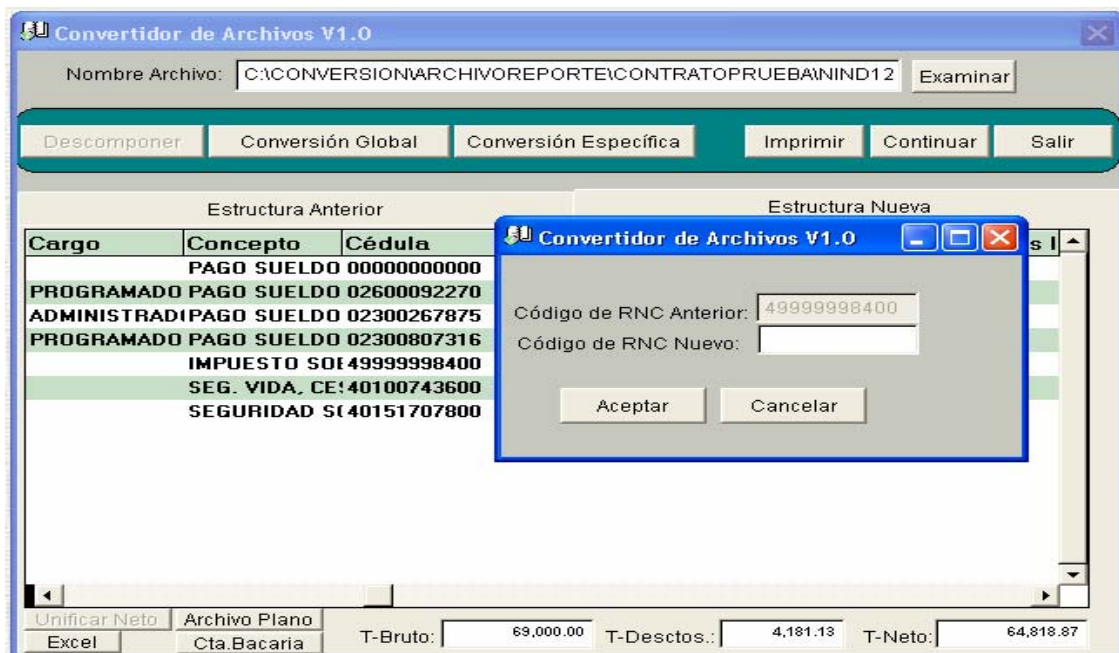 Convertidor de Archivos V1.0
Nombre Archivo: C:\CONVERSION\ARCHIVOREPORTE\CONTRATOPRUEBA\NIND12 Examinar
Descomponer Conversión Global Conversión Específica Imprimir Continuar Salir
Estructura Anterior Estructura Nueva
Cargo Concepto Cédula
PAGO SUELDO 00000000000
PROGRAMADO PAGO SUELDO 02600092270
ADMINISTRADI PAGO SUELDO 02300267875
PROGRAMADO PAGO SUELDO 02300807316
IMPUESTO SOI 49999998400
SEG. VIDA, CES 40100743600
SEGURIDAD S( 40151707800
Convertidor de Archivos V1.0
Código de RNC Anterior: 49999998400
Código de RNC Nuevo:
Aceptar Cancelar
Unificar Neto Archivo Plano
Excel Cta.Bacaria T-Bruto: 69,000.00 T-Desctos.: 4,181.13 T-Neto: 64,818.87